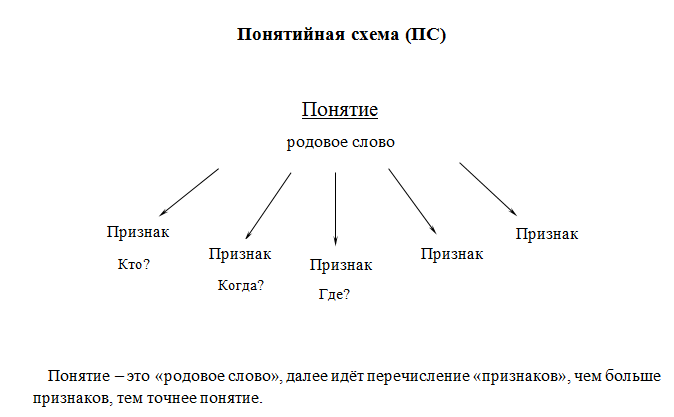 Понятийная схема (ПС)
Понятие
родовое слово
Признак
Кто?
Признак
Когда?
Признак
Где?
Признак
Признак
Понятие – это «родовое слово», далее идёт перечисление «признаков», чем больше
признаков, тем точнее понятие.